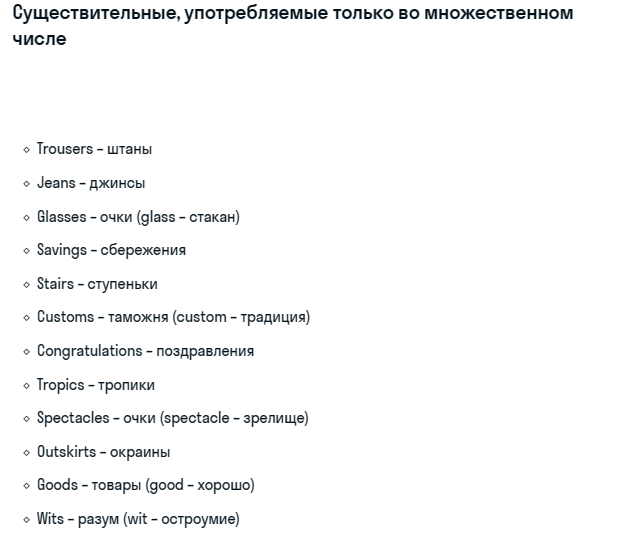 Существительные, употребляемые только во множественном
числе
Trousers – штаны
Jeans – джинсы
Glasses – очки (glass – стакан)
Savings – сбережения
Stairs – ступеньки
Customs – таможня (custom – традиция)
Congratulations – поздравления
Tropics – тропики
Spectacles – очки (spectacle – зрелище)
Outskirts – окраины
Goods – товары (good – хорошо)
Wits – разум (wit – остроумие)